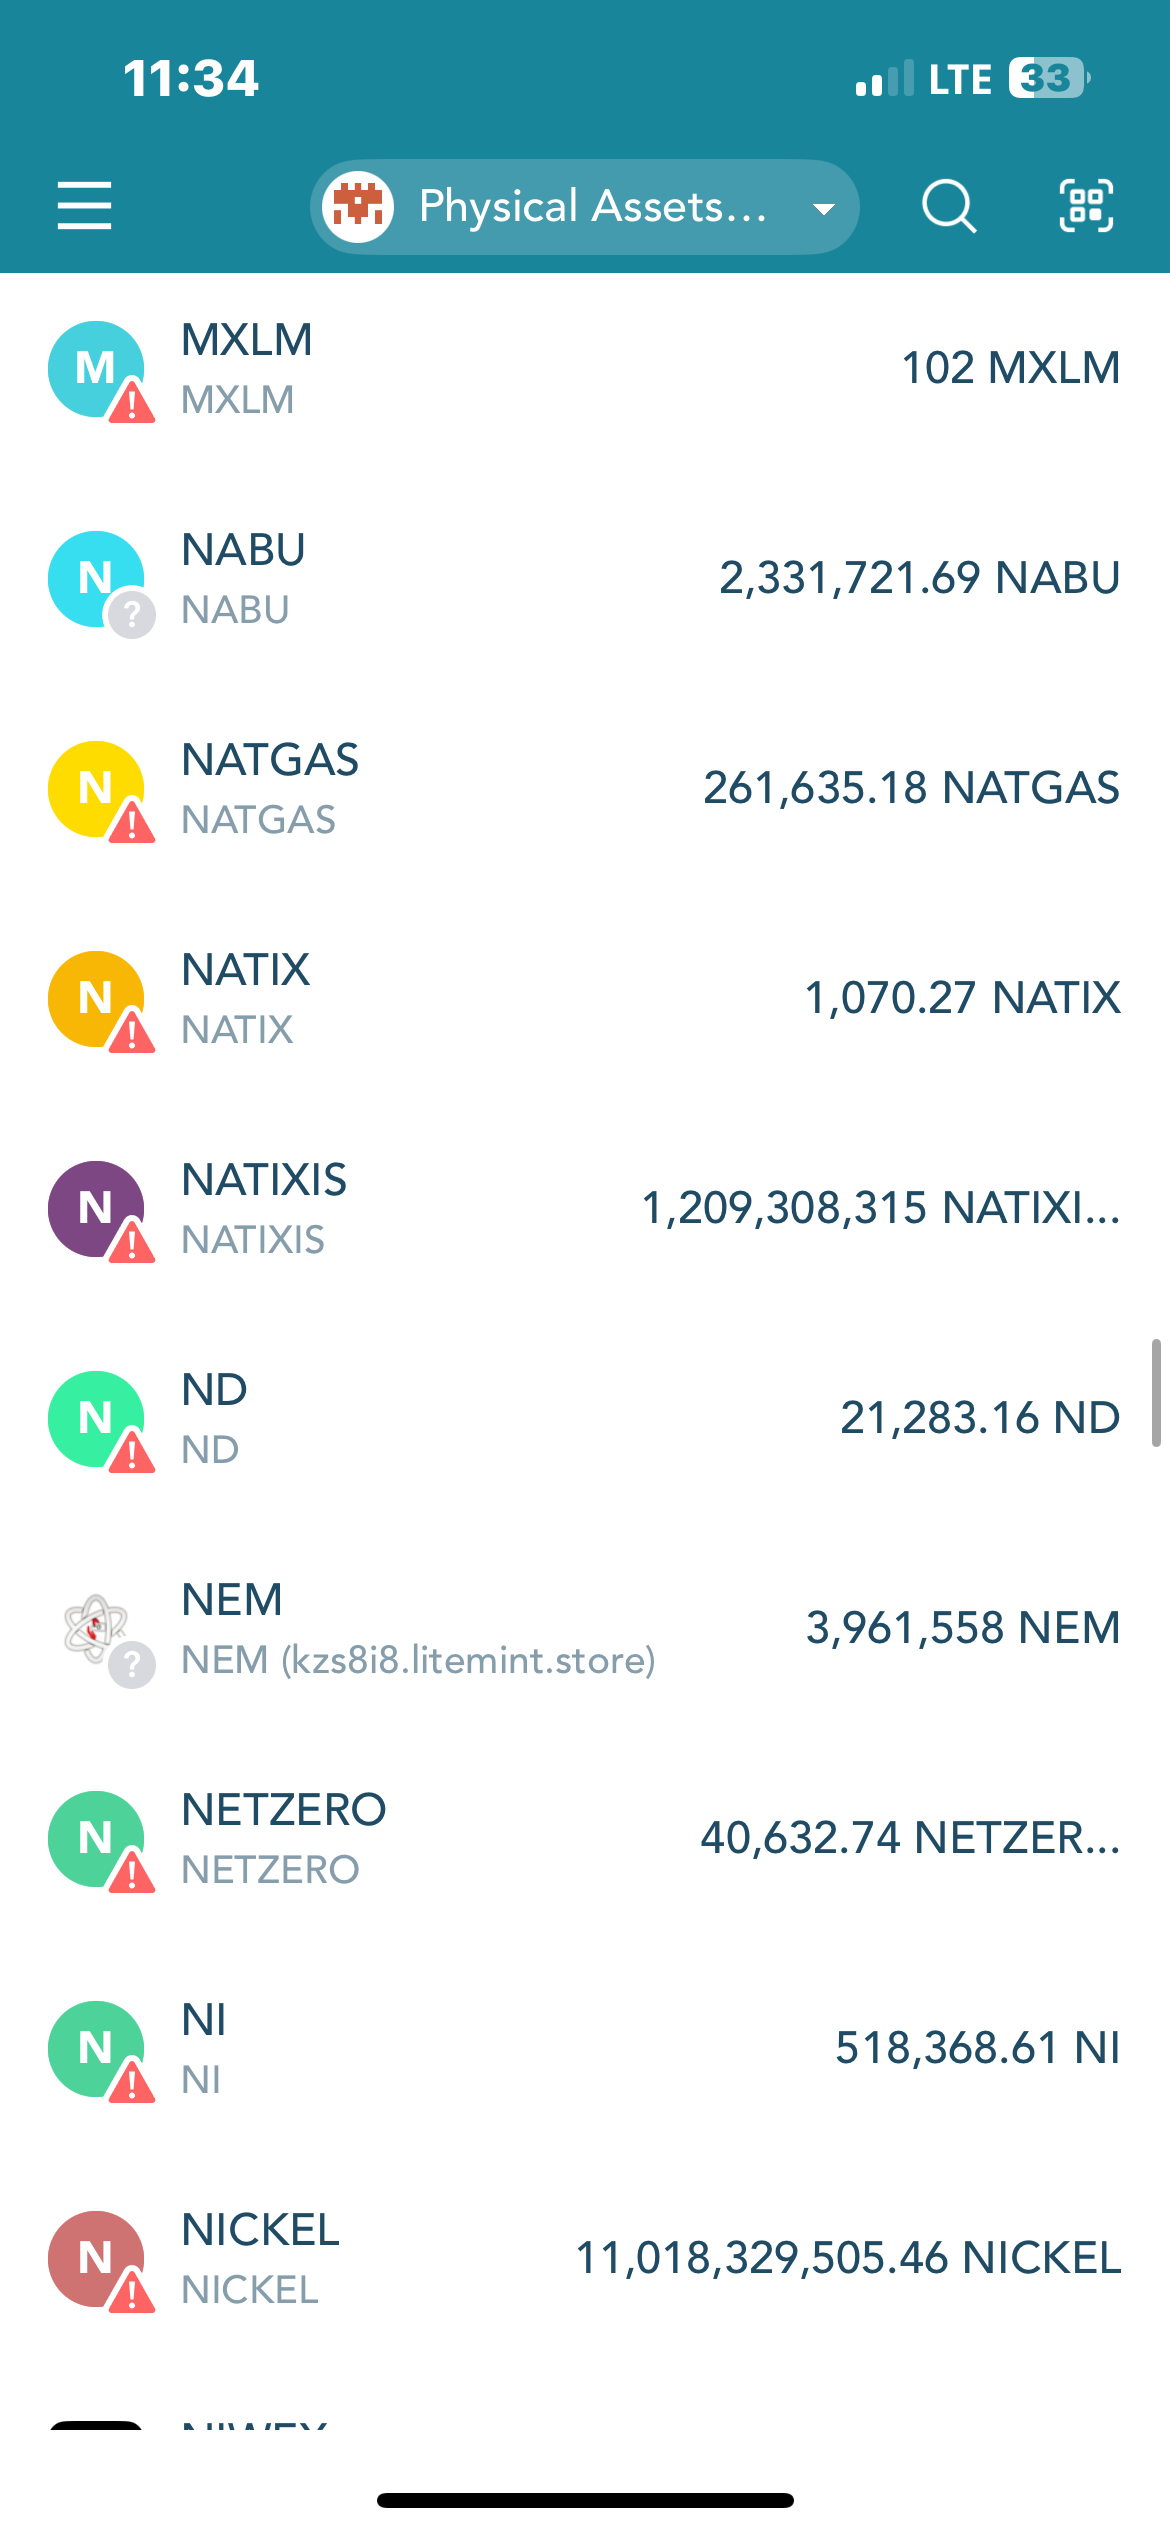 11:34
LTE 33
Physical Assets...
M
MXLM
102 MXLM
MXLM
N
NABU
2,331,721.69 NABU
NABU
?
N
NATGAS
261,635.18 NATGAS
NATGAS
N
NATIX
1,070.27 NATIX
NATIX
N
NATIXIS
1,209,308,315 NATIXI...
NATIXIS
N
ND
21,283.16 ND
ND
NEM
3,961,558 NEM
NEM (kzs8i8.litemint.store)
?
N
NETZERO
40,632.74 NETZER...
NETZERO
N
NI
518,368.61 NI
NI
N
NICKEL
11,018,329,505.46 NICKEL
NICKEL